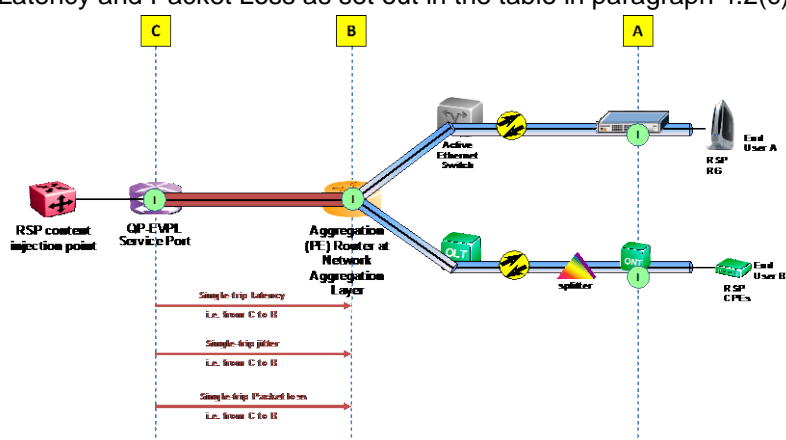 Latency and Packet Loss as set out in the table in paragraph 4.2(c)
C
B
A
Active
Ethernet
Switch
I
RSP
RG
End
User A
RSP content
injection point
I
QP-EVPL
Service Port
I
Aggregation
(PE) Router at
Network
Aggregation
Layer
OLT
splitter
ONT
I
RSP
CPEs
End
User B
Single-trip latency
i.e. from C to B
Single-trip jitter
i.e. from C to B
Single-trip Packet loss
i.e. from C to B